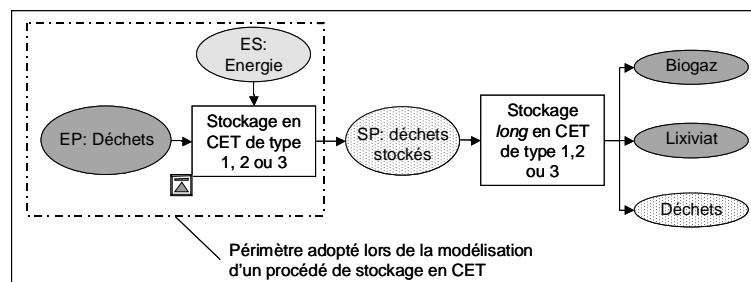 ES:
Energie
EP: Déchets
Stockage en
CET de type
1, 2 ou 3
SP: déchets
stockés
Stockage
long en CET
de type 1,2
ou 3
Biogaz
Lixiviat
Déchets
Périmètre adopté lors de la modélisation
d'un procédé de stockage en CET